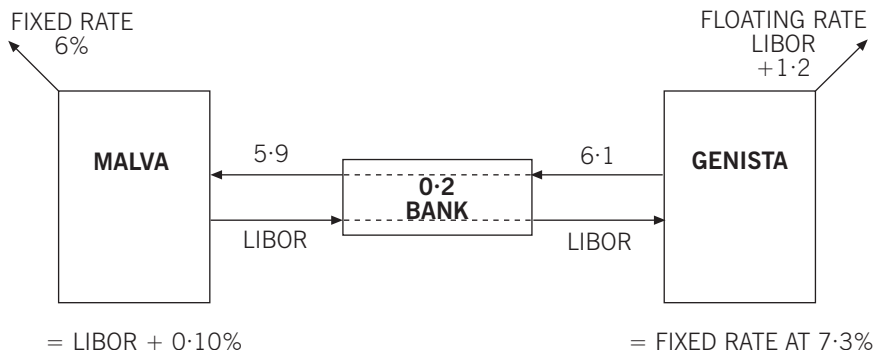 FIXED RATE
6%
FLOATING RATE
LIBOR
+1·2
MALVA
5·9
0·2
BANK
6·1
GENISTA
LIBOR
LIBOR
= LIBOR + 0·10%
= FIXED RATE AT 7·3%